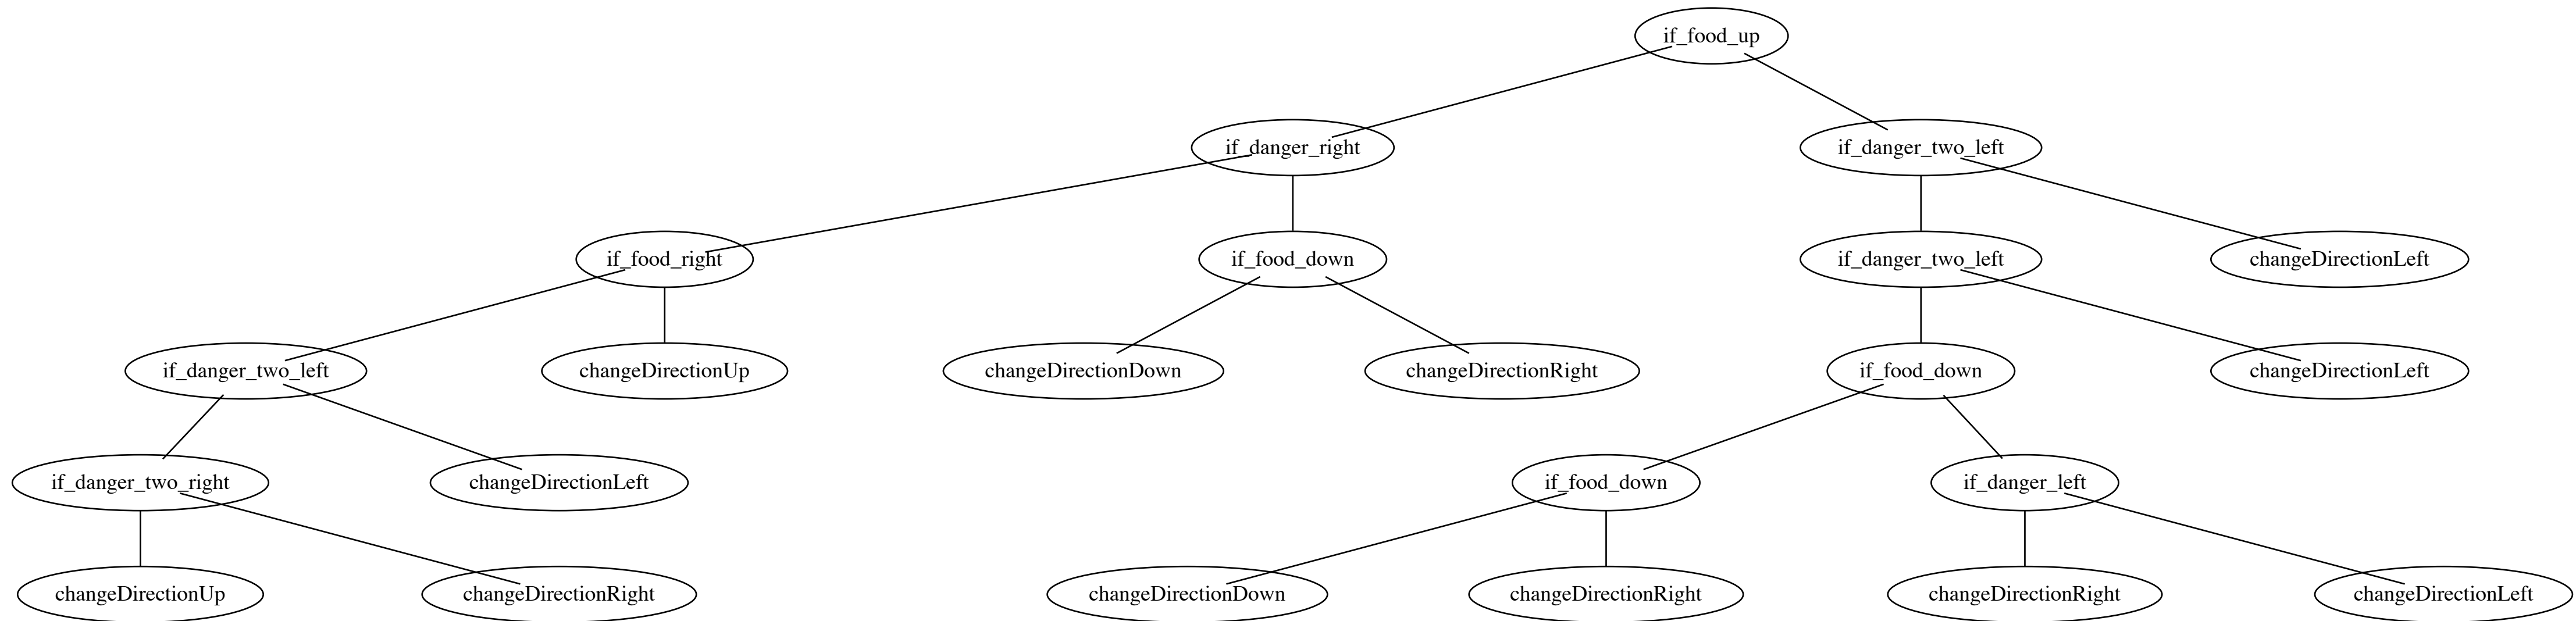 if_food_up
if_danger_right
if_danger_two_left
if_food_right
if_food_down
if_danger_two_left
changeDirectionLeft
if_danger_two_left
changeDirectionUp
changeDirectionDown
changeDirectionRight
if_food_down
changeDirectionLeft
if_danger_two_right
changeDirectionLeft
if_food_down
if_danger_left
changeDirectionUp
changeDirectionRight
changeDirectionDown
changeDirectionRight
changeDirectionRight
changeDirectionLeft